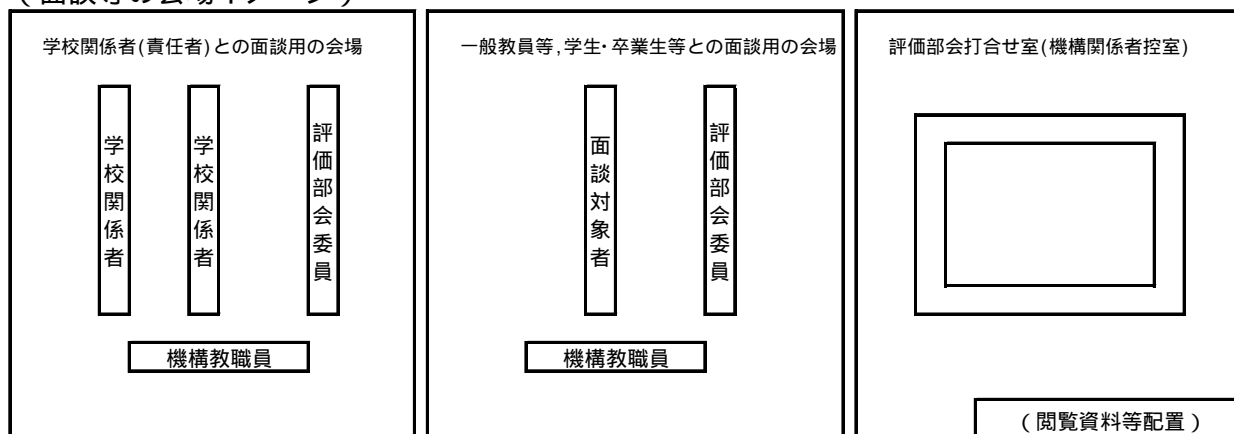 (面談等の会場イメージ)
学校関係者(責任者)との面談用の会場
学校関係者
学校関係者
評価部会委員
機構教職員
一般教員等,学生・卒業生等との面談用の会場
面談対象者
評価部会委員
機構教職員
評価部会打合せ室(機構関係者控室)
(閲覧資料等配置)